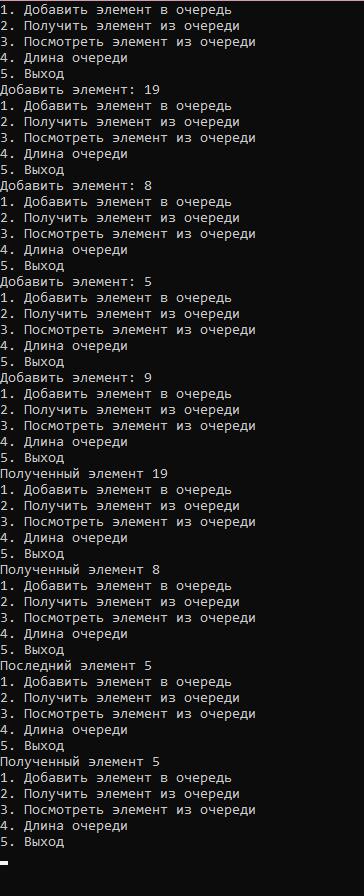 1. Добавить элемент в очередь
2. Получить элемент из очереди
3. Посмотреть элемент из очереди
4. Длина очереди
5. Выход
Добавить элемент: 19
1. Добавить элемент в очередь
2. Получить элемент из очереди
3. Посмотреть элемент из очереди
4. Длина очереди
5. Выход
Добавить элемент: 8
1. Добавить элемент в очередь
2. Получить элемент из очереди
3. Посмотреть элемент из очереди
4. Длина очереди
5. Выход
Добавить элемент: 5
1. Добавить элемент в очередь
2. Получить элемент из очереди
3. Посмотреть элемент из очереди
4. Длина очереди
5. Выход
Добавить элемент: 9
1. Добавить элемент в очередь
2. Получить элемент из очереди
3. Посмотреть элемент из очереди
4. Длина очереди
5. Выход
Полученный элемент 19
1. Добавить элемент в очередь
2. Получить элемент из очереди
3. Посмотреть элемент из очереди
4. Длина очереди
5. Выход
Полученный элемент 8
1. Добавить элемент в очередь
2. Получить элемент из очереди
3. Посмотреть элемент из очереди
4. Длина очереди
5. Выход
Последний элемент 5
1. Добавить элемент в очередь
2. Получить элемент из очереди
3. Посмотреть элемент из очереди
4. Длина очереди
5. Выход
Полученный элемент 5
1. Добавить элемент в очередь
2. Получить элемент из очереди
3. Посмотреть элемент из очереди
4. Длина очереди
5. Выход